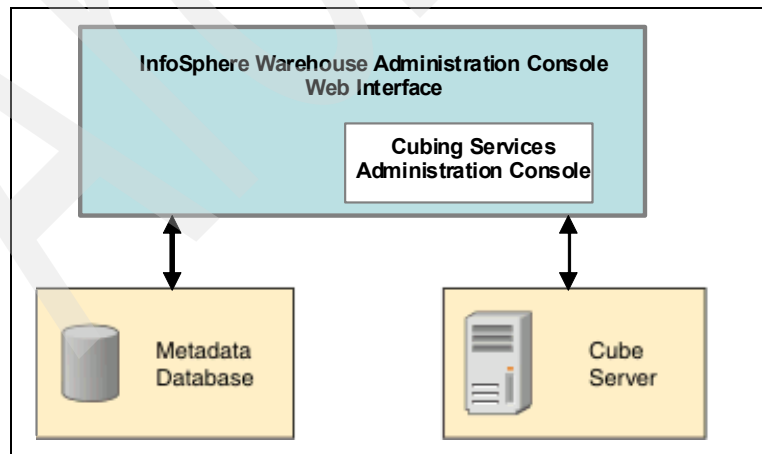 InfoSphere Warehouse Administration Console
Web Interface
Cubing Services
Administration Console
Metadata
Database
Cube
Server